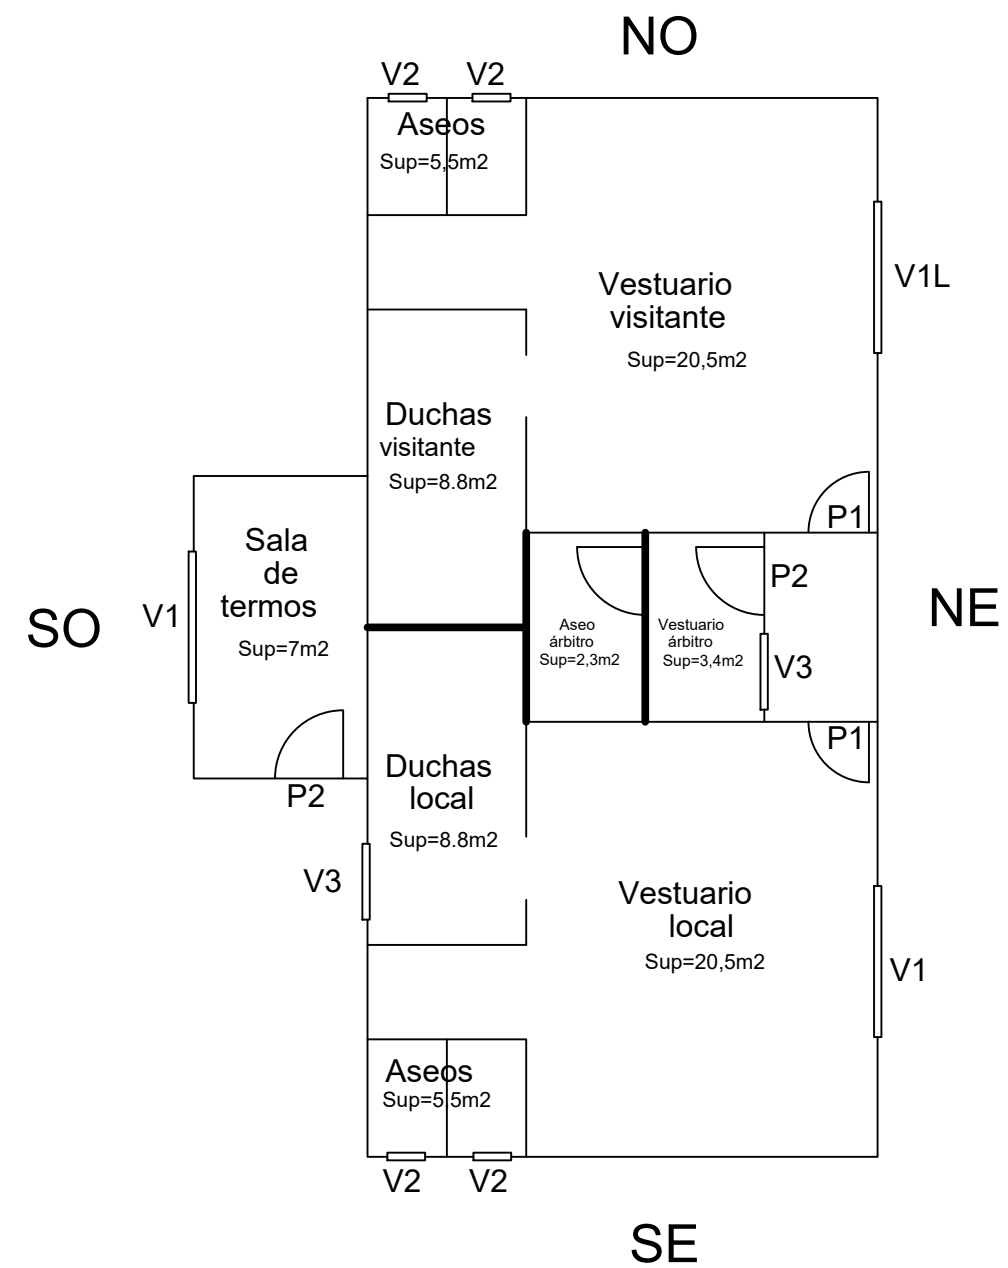 NO
V2
V2
Aseos
Sup=5,5m2
V1L
Vestuario
visitante
Sup=20,5m2
Duchas
visitante
Sup=8.8m2
P1
Sala
de
termos
Sup=7m2
P2
SO
V1
NE
Aseo
árbitro
Sup=2,3m2
Vestuario
árbitro
Sup=3,4m2
V3
P1
Duchas
local
Sup=8.8m2
P2
V3
Vestuario
local
Sup=20,5m2
V1
Aseos
Sup=5,5m2
V2
V2
SE